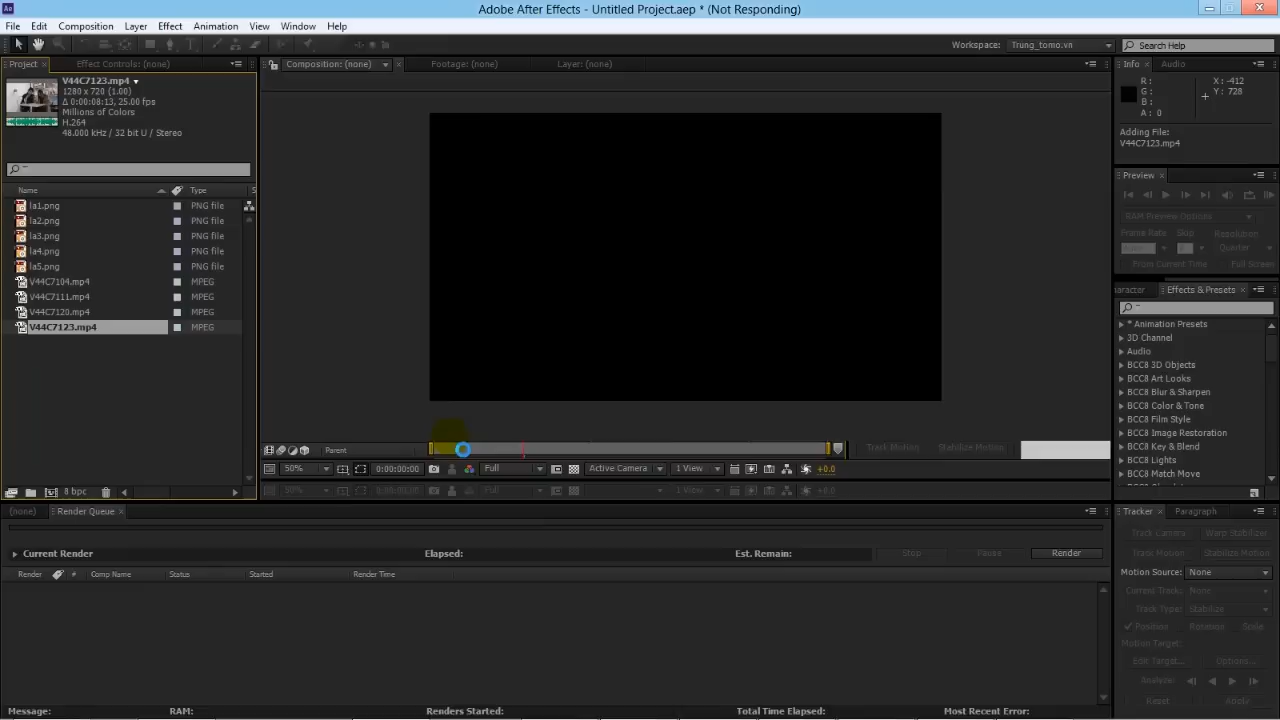 Adobe After Effects - Untitled Project.aep * (Not Responding)
File Edit Composition Layer Effect Animation View Window Help
Workspace: Trung_tomo.vn Search Help
Project Effect Controls: (none) Composition: (none) Footage: (none) Layer: (none) Info Audio
V44C7123.mp4
1280 x 720 (1.00)
Δ 0:00:08:13, 25.00 fps
Millions of Colors
H.264
48.000 kHz / 32 bit U / Stereo
R :
G :
B :
A : 0
X : -412
Y : 728
Adding File:
V44C7123.mp4
Preview
RAM Preview Options
Frame Rate Skip Resolution
Quarter
From Current Time Full Screen
Name Type S
la1.png PNG file
la2.png PNG file
la3.png PNG file
la4.png PNG file
la5.png PNG file
V44C7104.mp4 MPEG
V44C7111.mp4 MPEG
V44C7120.mp4 MPEG
V44C7123.mp4 MPEG
aracter Effects & Presets
* Animation Presets
3D Channel
Audio
BCC8 3D Objects
BCC8 Art Looks
BCC8 Blur & Sharpen
BCC8 Color & Tone
BCC8 Film Style
BCC8 Image Restoration
BCC8 Key & Blend
BCC8 Lights
BCC8 Match Move
Parent Track Motion Stabilize Motion
50% 0:00:00:00 Full Active Camera 1 View +0.0
50% 0:00:00:00 Full 1 View +0.0
8 bpc
(none) Render Queue
Current Render Elapsed: Est. Remain: Stop Pause Render
Render # Comp Name Status Started Render Time
Tracker Paragraph
Track Camera Warp Stabilizer
Track Motion Stabilize Motion
Motion Source: None
Current Track: None
Track Type: Stabilize
Position Rotation Scale
Motion Target:
Edit Target... Options...
Analyze:
Reset Apply
Message: RAM: Renders Started: Total Time Elapsed: Most Recent Error: